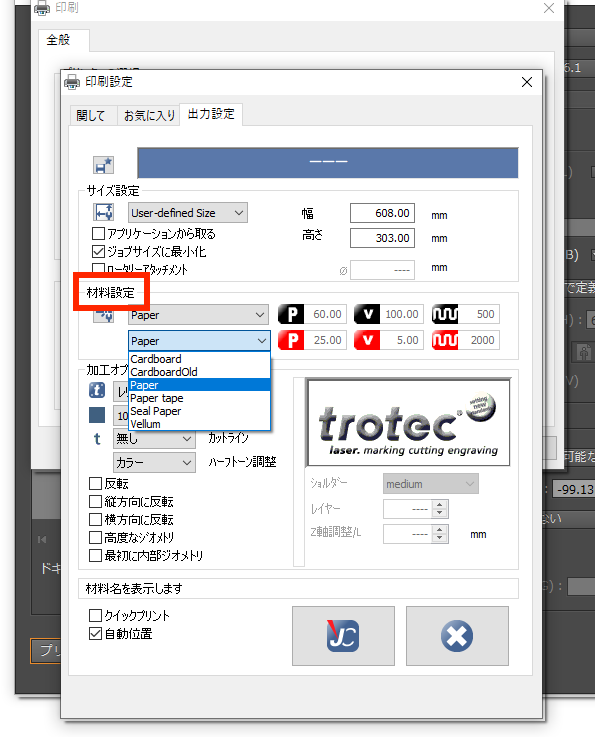 印刷
全般
6.1
印刷設定
関して お気に入り 出力設定
———
サイズ設定
User-defined Size 幅 608.00 mm
アプリケーションから取る 高さ 303.00 mm
ジョブサイズに最小化
ロータリーアタッチメント ø ---- mm
材料設定
Paper P 60.00 v 100.00 500
Paper P 25.00 v 5.00 2000
Cardboard
CardboardOld
Paper
Paper tape
Seal Paper
Vellum
加工オプ
t レ
10
t 無し カットライン
カラー ハーフトーン調整
trotec
setting new standards
laser. marking cutting engraving
反転
縦方向に反転
横方向に反転
高度なジオメトリ
最初に内部ジオメトリ
ショルダー medium
レイヤー ----
Z軸調整/L ---- mm
材料名を表示します
クイックプリント
自動位置
JC
B)
で定義
H) :
V)
可能な
-99.13
ない
G) :
ドキ
プリ